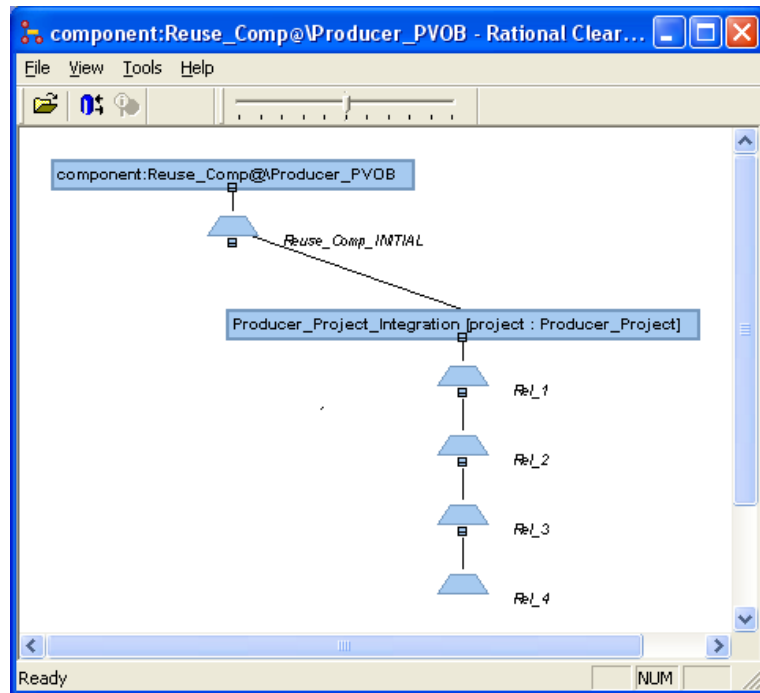 component:Reuse_Comp@\Producer_PVOB - Rational Clear...
File View Tools Help
component:Reuse_Comp@\Producer_PVOB
Reuse_Comp_INITIAL
Producer_Project_Integration [project : Producer_Project]
Rel_1
Rel_2
Rel_3
Rel_4
Ready NUM